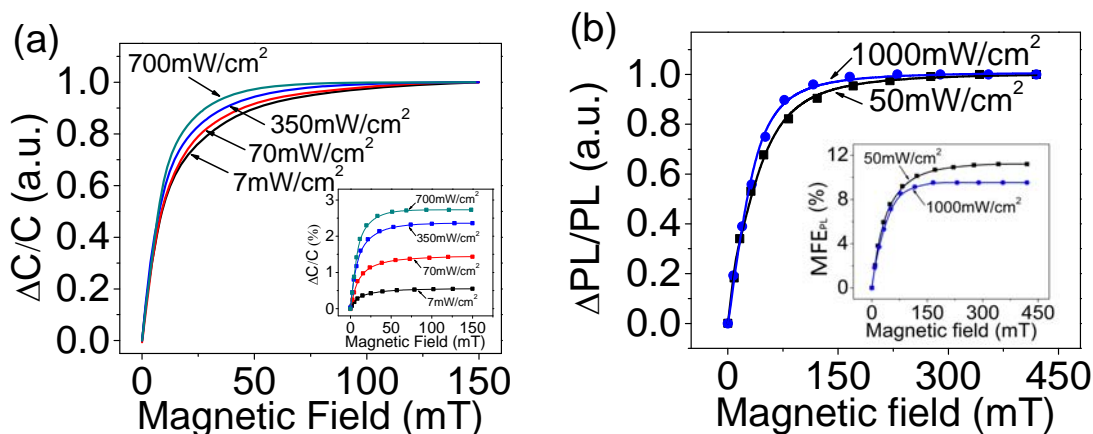 (a)
700mW/cm²
350mW/cm²
70mW/cm²
7mW/cm²
ΔC/C (a.u.)
1.0
0.8
0.6
0.4
0.2
0.0
0 50 100 150
Magnetic Field (mT)
ΔC/C (%)
3
2
1
0
700mW/cm²
350mW/cm²
70mW/cm²
7mW/cm²
0 50 100 150
Magnetic Field (mT)
(b)
1000mW/cm²
50mW/cm²
ΔPL/PL (a.u.)
1.0
0.8
0.6
0.4
0.2
0.0
0 150 300 450
Magnetic field (mT)
MFE_PL (%)
12
8
4
0
50mW/cm²
1000mW/cm²
0 150 300 450
Magnetic field (mT)